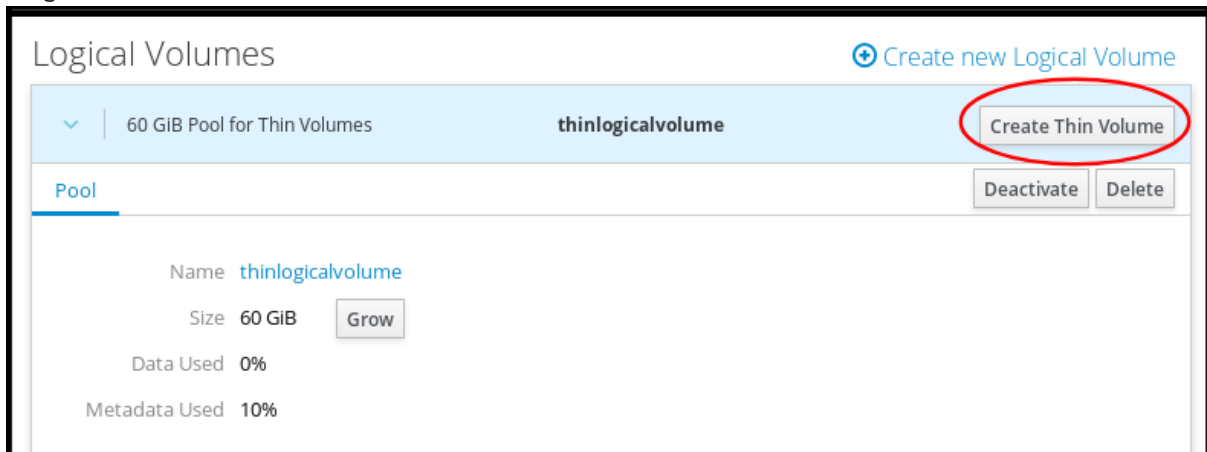 Logical Volumes Create new Logical Volume
60 GiB Pool for Thin Volumes thinlogicalvolume Create Thin Volume
Pool Deactivate Delete
Name thinlogicalvolume
Size 60 GiB Grow
Data Used 0%
Metadata Used 10%